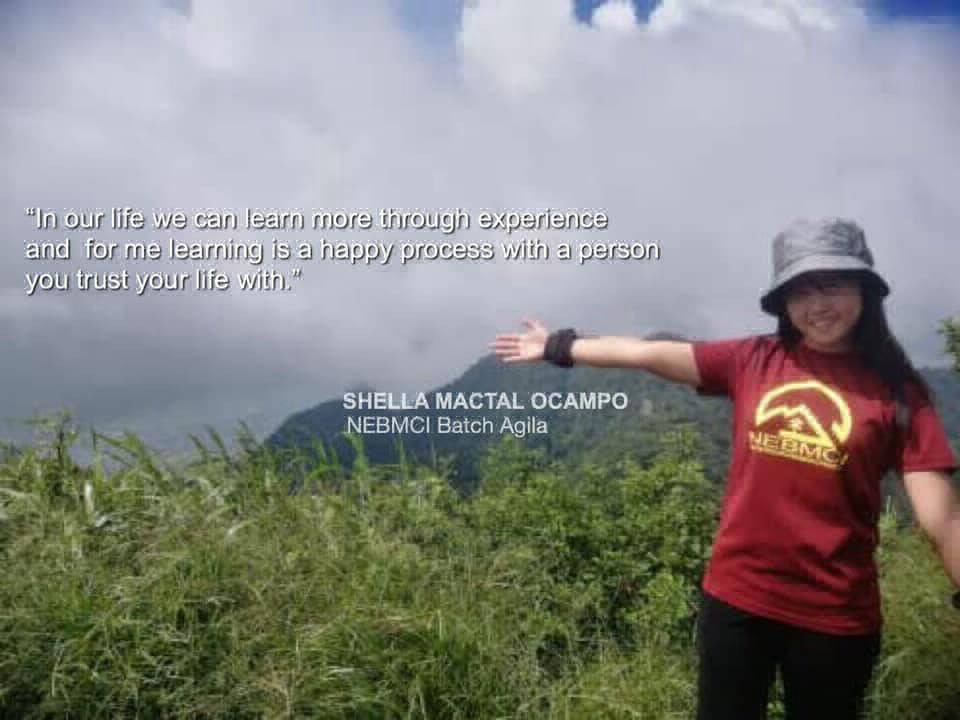 “In our life we can learn more through experience
and  for me learning is a happy process with a person
you trust your life with.”
SHELLA MACTAL OCAMPO
NEBMCI Batch Agila
NEBMCI